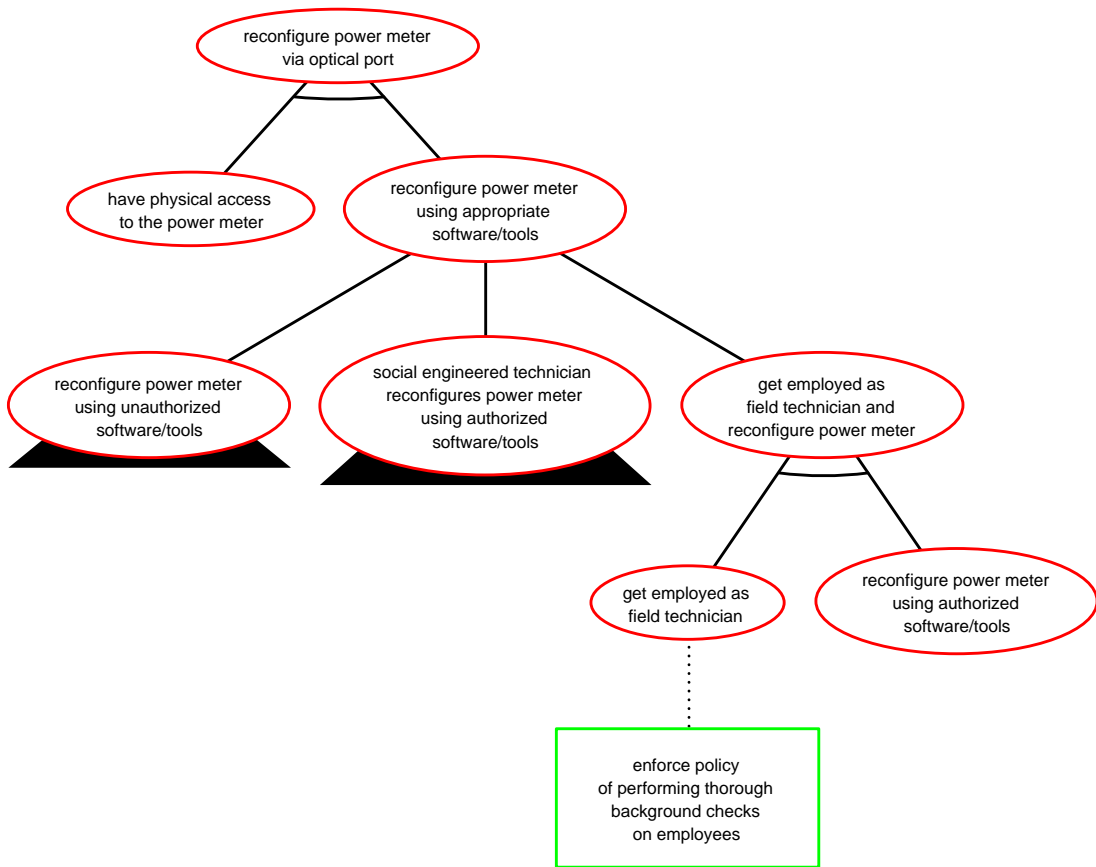 reconfigure power meter
via optical port
have physical access
to the power meter
reconfigure power meter
using appropriate
software/tools
reconfigure power meter
using unauthorized
software/tools
social engineered technician
reconfigures power meter
using authorized
software/tools
get employed as
field technician and
reconfigure power meter
get employed as
field technician
reconfigure power meter
using authorized
software/tools
enforce policy
of performing thorough
background checks
on employees